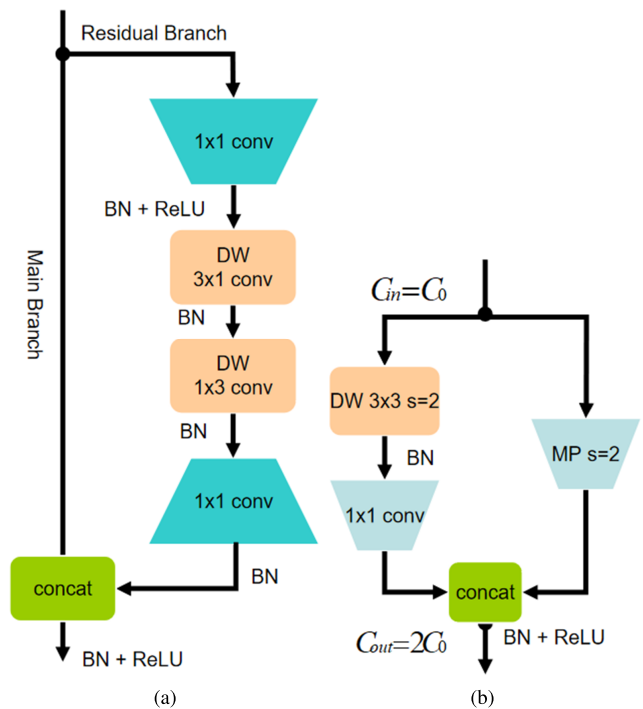 Residual Branch
1x1 conv
BN + ReLU
DW
3x1 conv
BN
DW
1x3 conv
BN
1x1 conv
BN
Main Branch
concat
BN + ReLU
(a)
Cin=C0
DW 3x3 s=2
BN
1x1 conv
MP s=2
concat
Cout=2C0
BN + ReLU
(b)